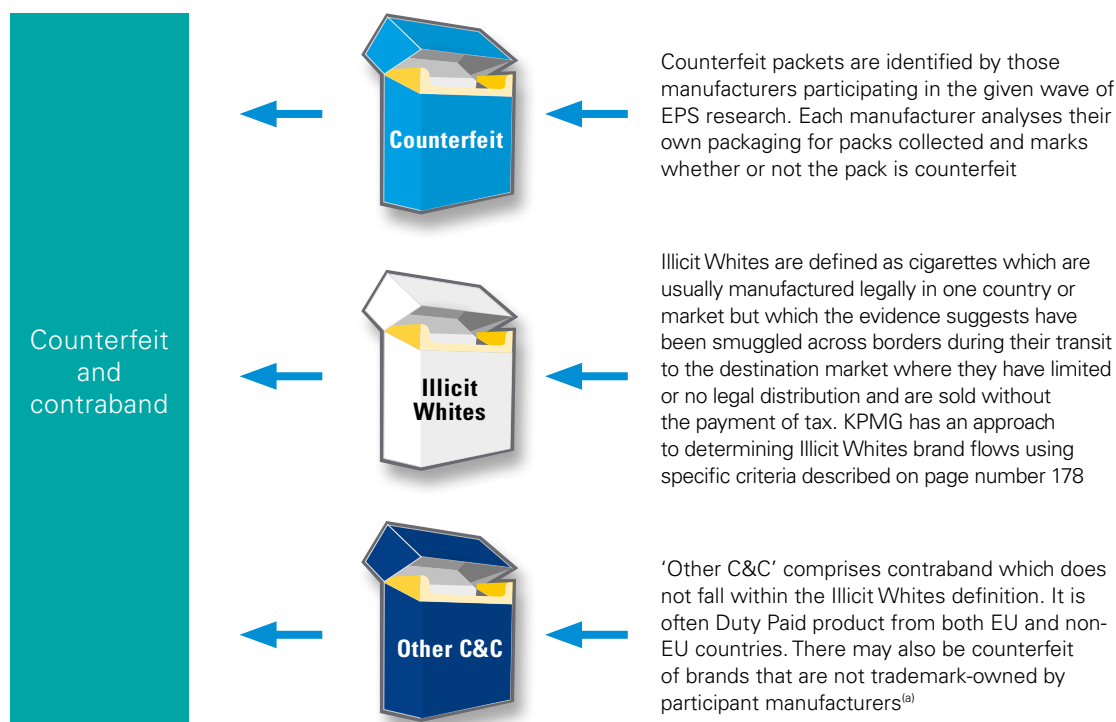 Counterfeit
and
contraband
Counterfeit
Counterfeit packets are identified by those
manufacturers participating in the given wave of
EPS research. Each manufacturer analyses their
own packaging for packs collected and marks
whether or not the pack is counterfeit
Illicit
Whites
Illicit Whites are defined as cigarettes which are
usually manufactured legally in one country or
market but which the evidence suggests have
been smuggled across borders during their transit
to the destination market where they have limited
or no legal distribution and are sold without
the payment of tax. KPMG has an approach
to determining Illicit Whites brand flows using
specific criteria described on page number 178
Other C&C
‘Other C&C’ comprises contraband which does
not fall within the Illicit Whites definition. It is
often Duty Paid product from both EU and non-
EU countries. There may also be counterfeit
of brands that are not trademark-owned by
participant manufacturers(a)